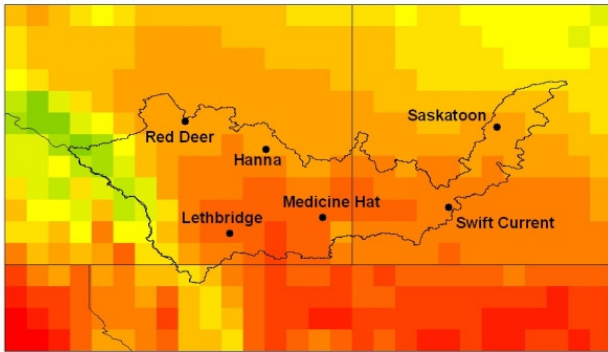 Saskatoon
Red Deer
Hanna
Medicine Hat
Lethbridge
Swift Current